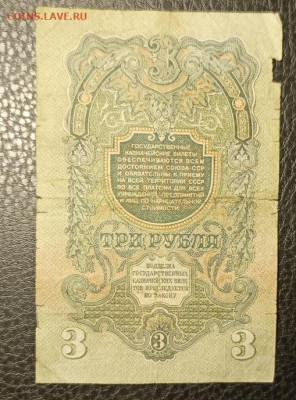 COINS.LAVE.RU
3
ГОСУДАРСТВЕННЫЕ
КАЗНАЧЕЙСКИЕ БИЛЕТЫ
ОБЕСПЕЧИВАЮТСЯ ВСЕМ
ДОСТОЯНИЕМ СОЮЗА ССР
И ОБЯЗАТЕЛЬНЫ К ПРИЕМУ
НА ВСЕЙ ТЕРРИТОРИИ СССР
ВО ВСЕ ПЛАТЕЖИ ДЛЯ ВСЕХ
УЧРЕЖДЕНИЙ, ПРЕДПРИЯТИЙ
И ЛИЦ ПО НАРИЦАТЕЛЬНОЙ
СТОИМОСТИ
ТРИ РУБЛЯ
ПОДДЕЛКА
ГОСУДАРСТВЕННЫХ
КАЗНАЧЕЙСКИХ БИЛЕ
ТОВ ПРЕСЛЕДУЕТСЯ
ПО ЗАКОНУ
3 3 3